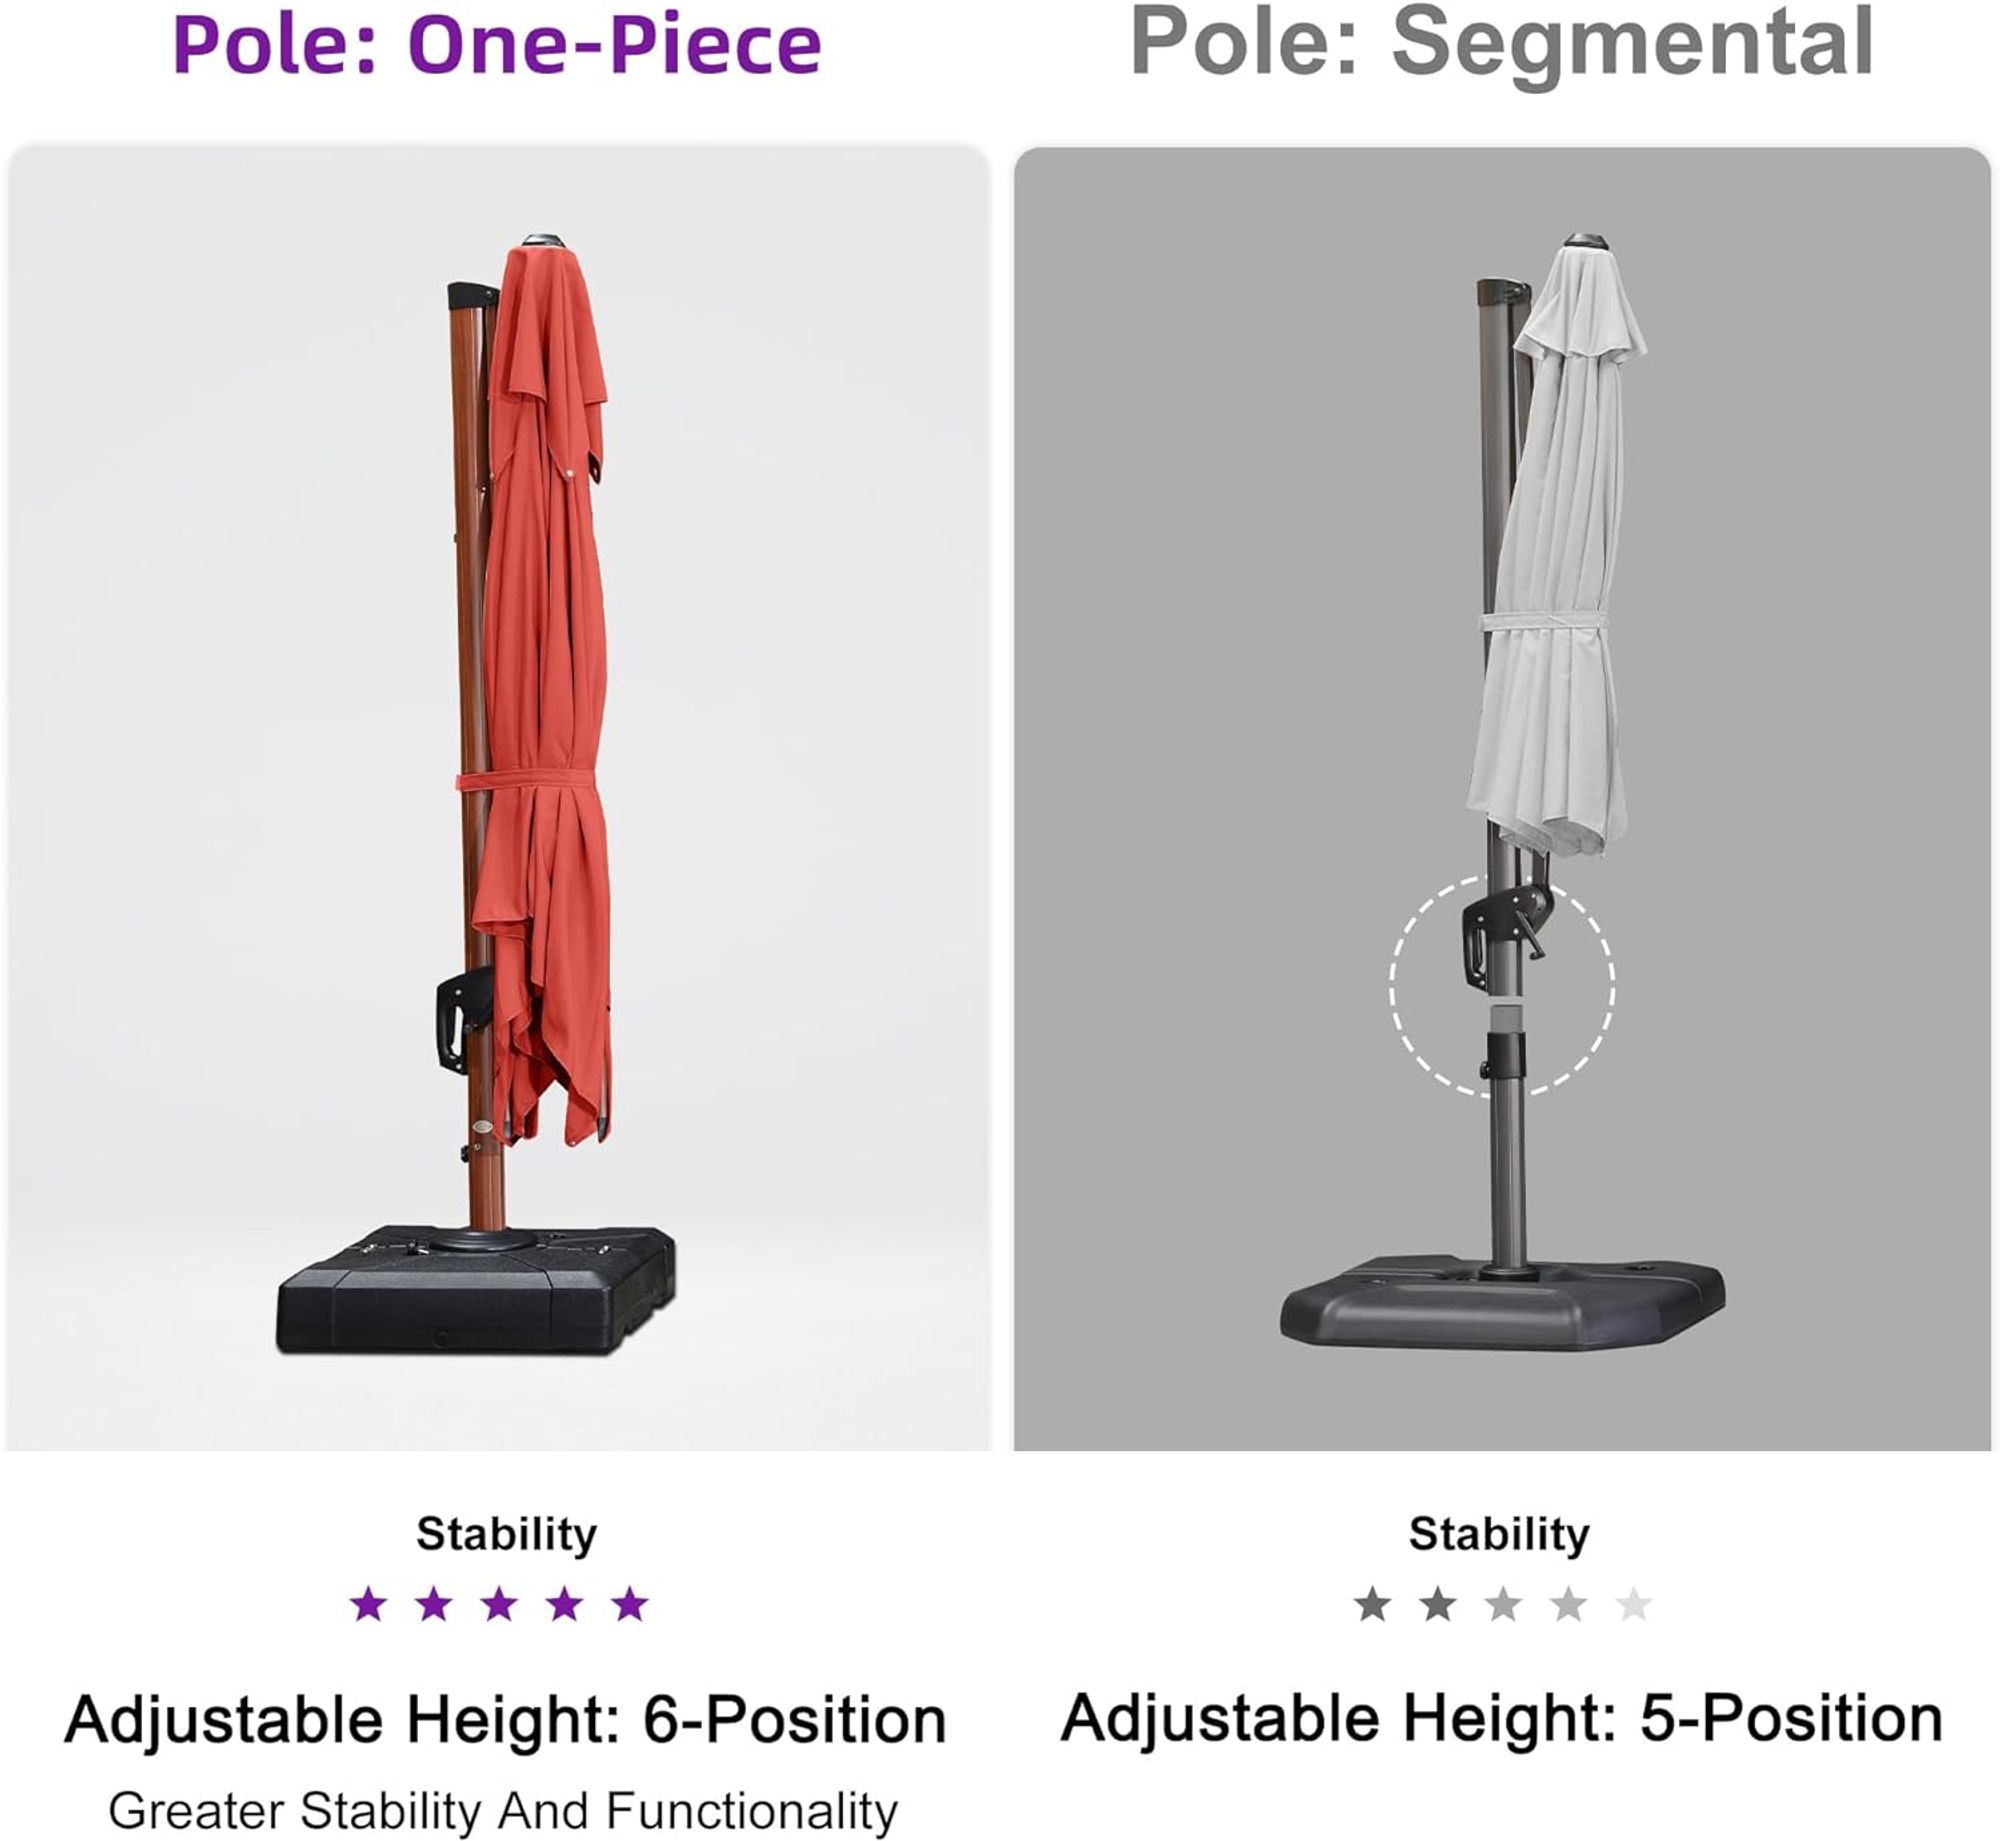 Pole: One-Piece
Pole: Segmental
Stability
Stability
Adjustable Height: 6-Position
Adjustable Height: 5-Position
Greater Stability And Functionality